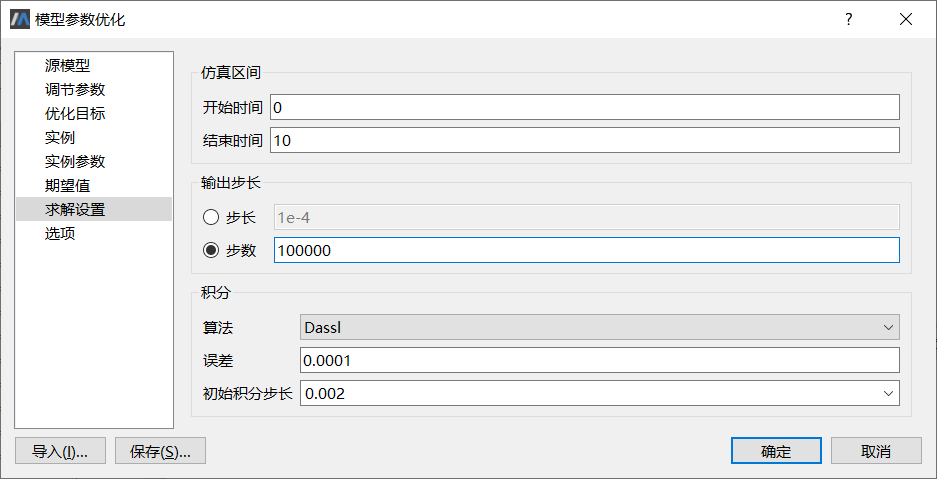 模型参数优化
?
源模型
调节参数
优化目标
实例
实例参数
期望值
求解设置
选项
仿真区间
开始时间 0
结束时间 10
输出步长
步长 1e-4
步数 100000
积分
算法 Dassl
误差 0.0001
初始积分步长 0.002
导入(I)... 保存(S)... 确定 取消